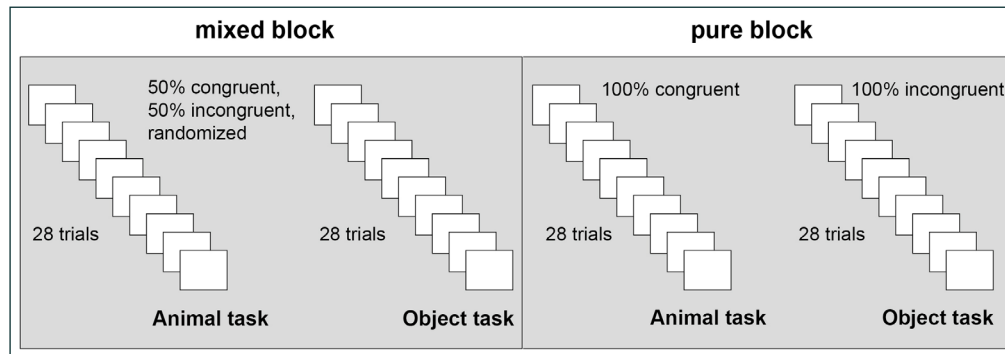 mixed block
pure block
50% congruent,
50% incongruent,
randomized
100% congruent
100% incongruent
28 trials
28 trials
28 trials
28 trials
Animal task
Object task
Animal task
Object task